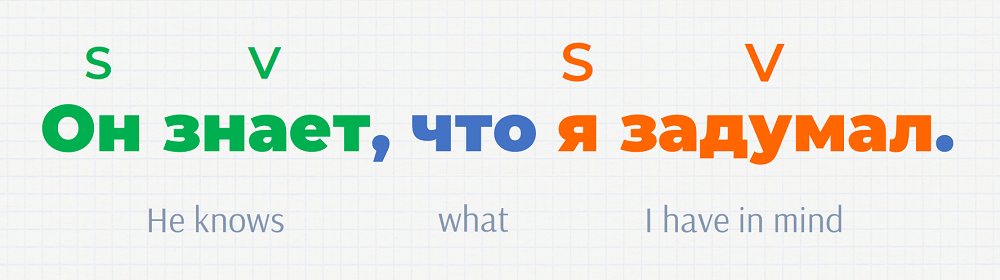 S V S V
Он знает, что я задумал.
He knows what I have in mind